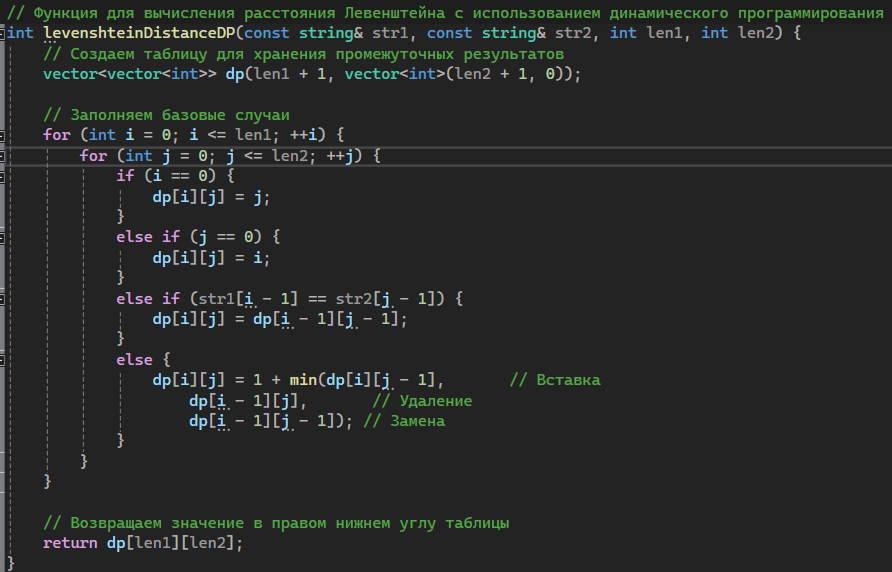 // Функция для вычисления расстояния Левенштейна с использованием динамического программирования
int levenshteinDistanceDP(const string& str1, const string& str2, int len1, int len2) {
    // Создаем таблицу для хранения промежуточных результатов
    vector<vector<int>> dp(len1 + 1, vector<int>(len2 + 1, 0));

    // Заполняем базовые случаи
    for (int i = 0; i <= len1; ++i) {
        for (int j = 0; j <= len2; ++j) {
            if (i == 0) {
                dp[i][j] = j;
            }
            else if (j == 0) {
                dp[i][j] = i;
            }
            else if (str1[i - 1] == str2[j - 1]) {
                dp[i][j] = dp[i - 1][j - 1];
            }
            else {
                dp[i][j] = 1 + min(dp[i][j - 1],       // Вставка
                    dp[i - 1][j],       // Удаление
                    dp[i - 1][j - 1]); // Замена
            }
        }
    }

    // Возвращаем значение в правом нижнем углу таблицы
    return dp[len1][len2];
}